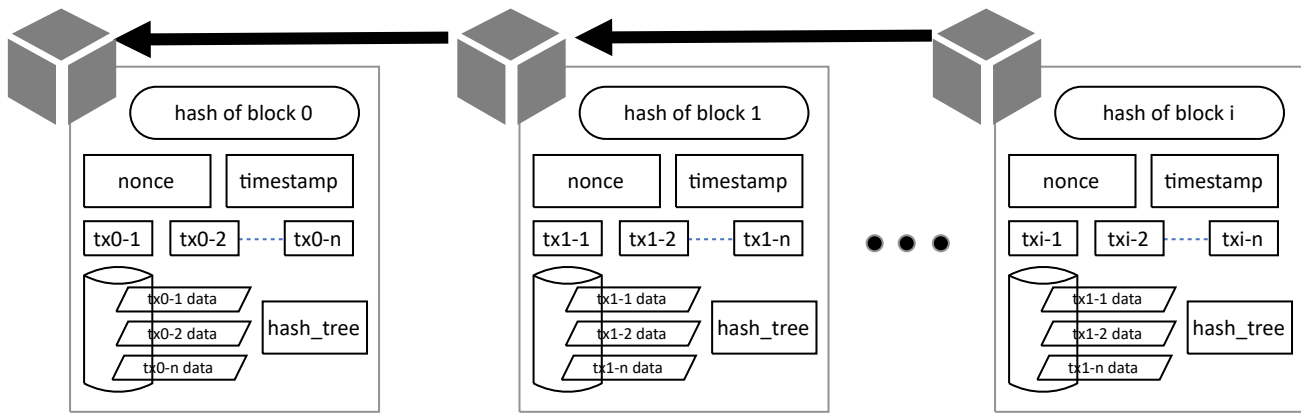 hash of block 0
nonce
timestamp
tx0-1
tx0-2
tx0-n
tx0-1 data
tx0-2 data
tx0-n data
hash_tree
hash of block 1
nonce
timestamp
tx1-1
tx1-2
tx1-n
tx1-1 data
tx1-2 data
tx1-n data
hash_tree
hash of block i
nonce
timestamp
txi-1
txi-2
txi-n
tx1-1 data
tx1-2 data
tx1-n data
hash_tree